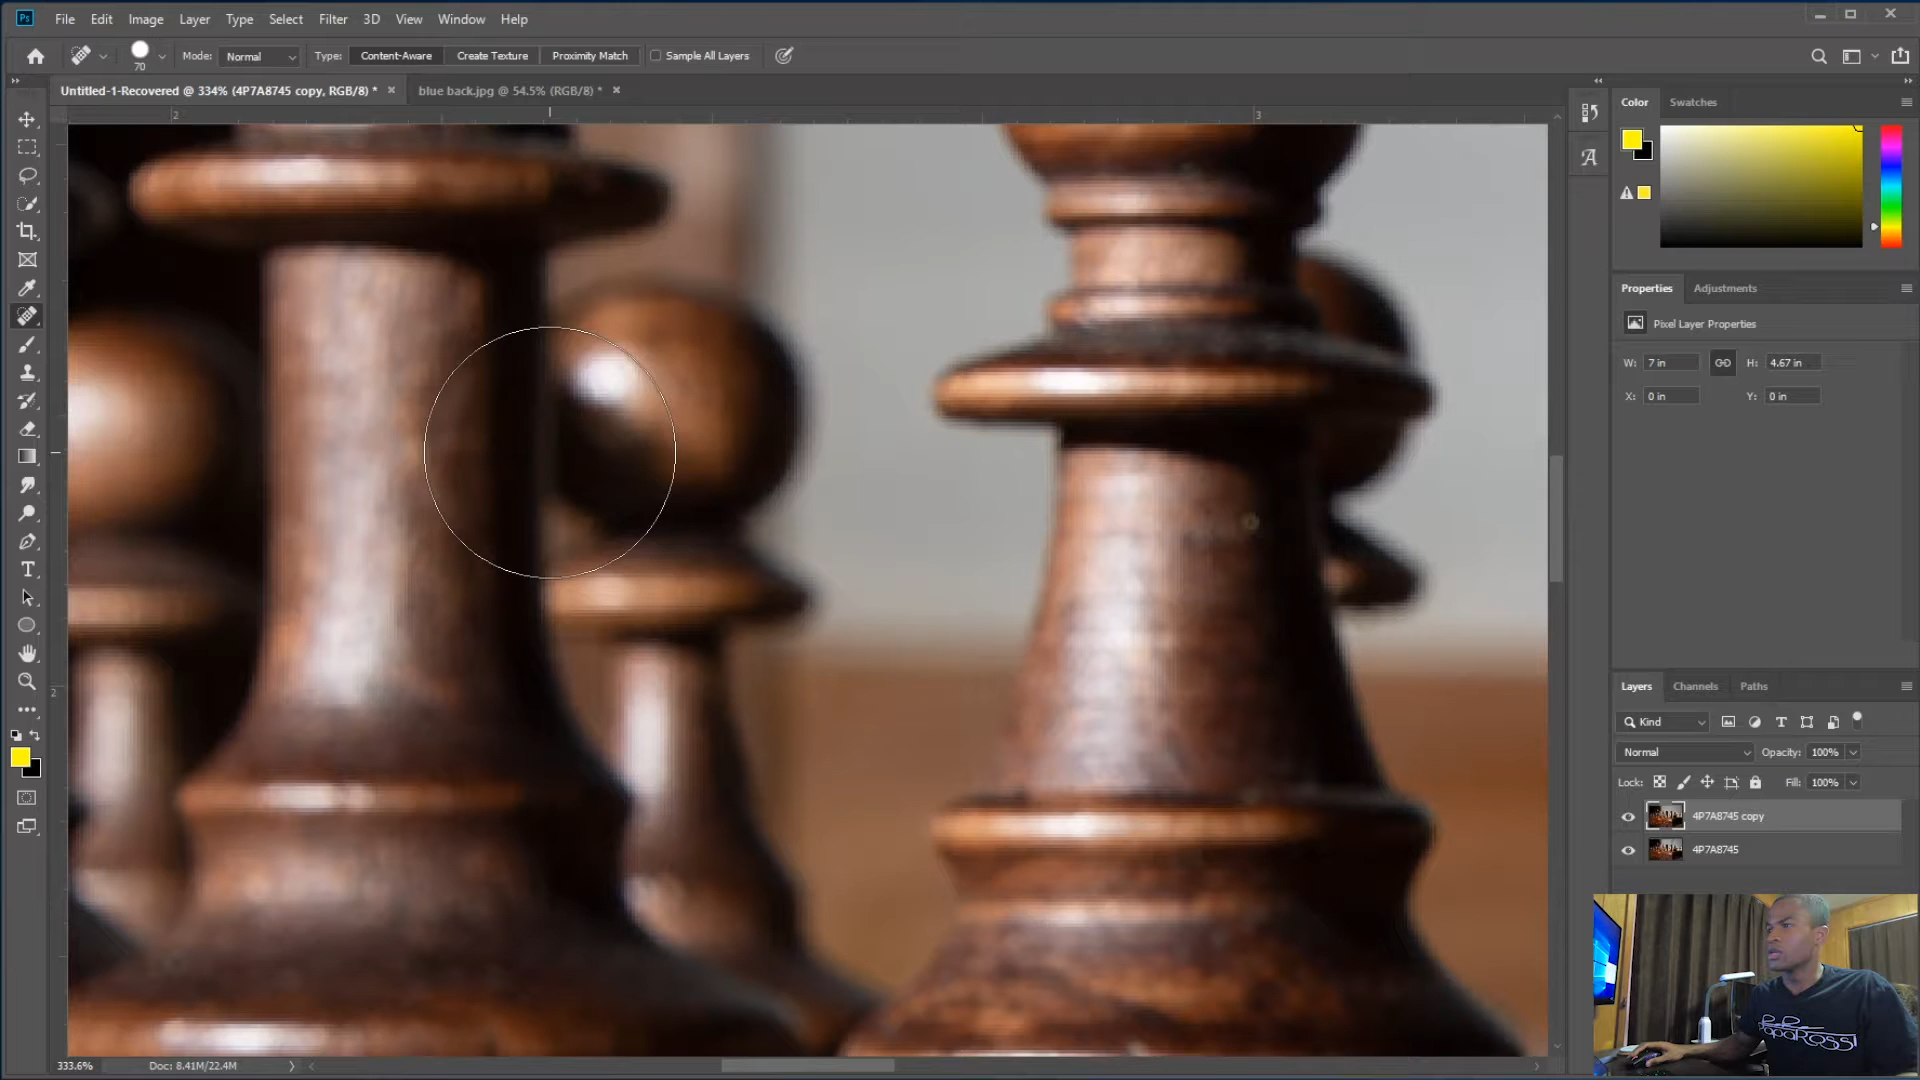 Ps File Edit Image Layer Type Select Filter 3D View Window Help
70 Mode: Normal Type: Content-Aware Create Texture Proximity Match Sample All Layers
Untitled-1-Recovered @ 334% (4P7A8745 copy, RGB/8) * × blue back.jpg @ 54.5% (RGB/8) * ×
2 3
Color Swatches
Properties Adjustments
Pixel Layer Properties
W: 7 in H: 4.67 in
X: 0 in Y: 0 in
2
Layers Channels Paths
Kind
Normal Opacity: 100%
Lock: Fill: 100%
4P7A8745 copy
4P7A8745
PapaRossi
333.6% Doc: 8.41M/22.4M